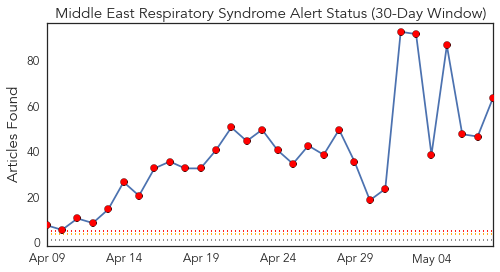 Middle East Respiratory Syndrome Alert Status (30-Day Window)
Articles Found
80
60
40
20
0
Apr 09 Apr 14 Apr 19 Apr 24 Apr 29 May 04